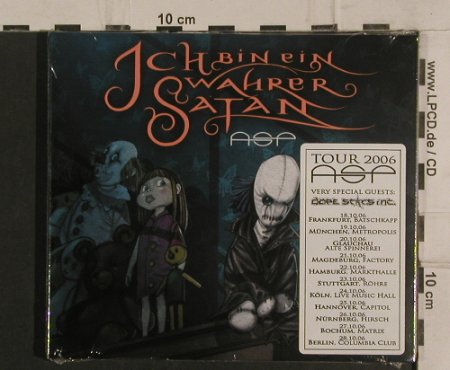 10 cm
Ich bin ein
wahrer
Satan
ASP
TOUR 2006
ASP
VERY SPECIAL GUESTS:
DOPE STARS INC.
18.10.06
FRANKFURT, BATSCHKAPP
19.10.06
MÜNCHEN, METROPOLIS
20.10.06
GLAUCHAU
ALTE SPINNEREI
21.10.06
MAGDEBURG, FACTORY
22.10.06
HAMBURG, MARKTHALLE
23.10.06
STUTTGART, RÖHRE
24.10.06
KÖLN, LIVE MUSIC HALL
25.10.06
HANNOVER, CAPITOL
26.10.06
NÜRNBERG, HIRSCH
27.10.06
BOCHUM, MATRIX
28.10.06
BERLIN, COLUMBIA CLUB
www.LPCD.de / CD
10 cm